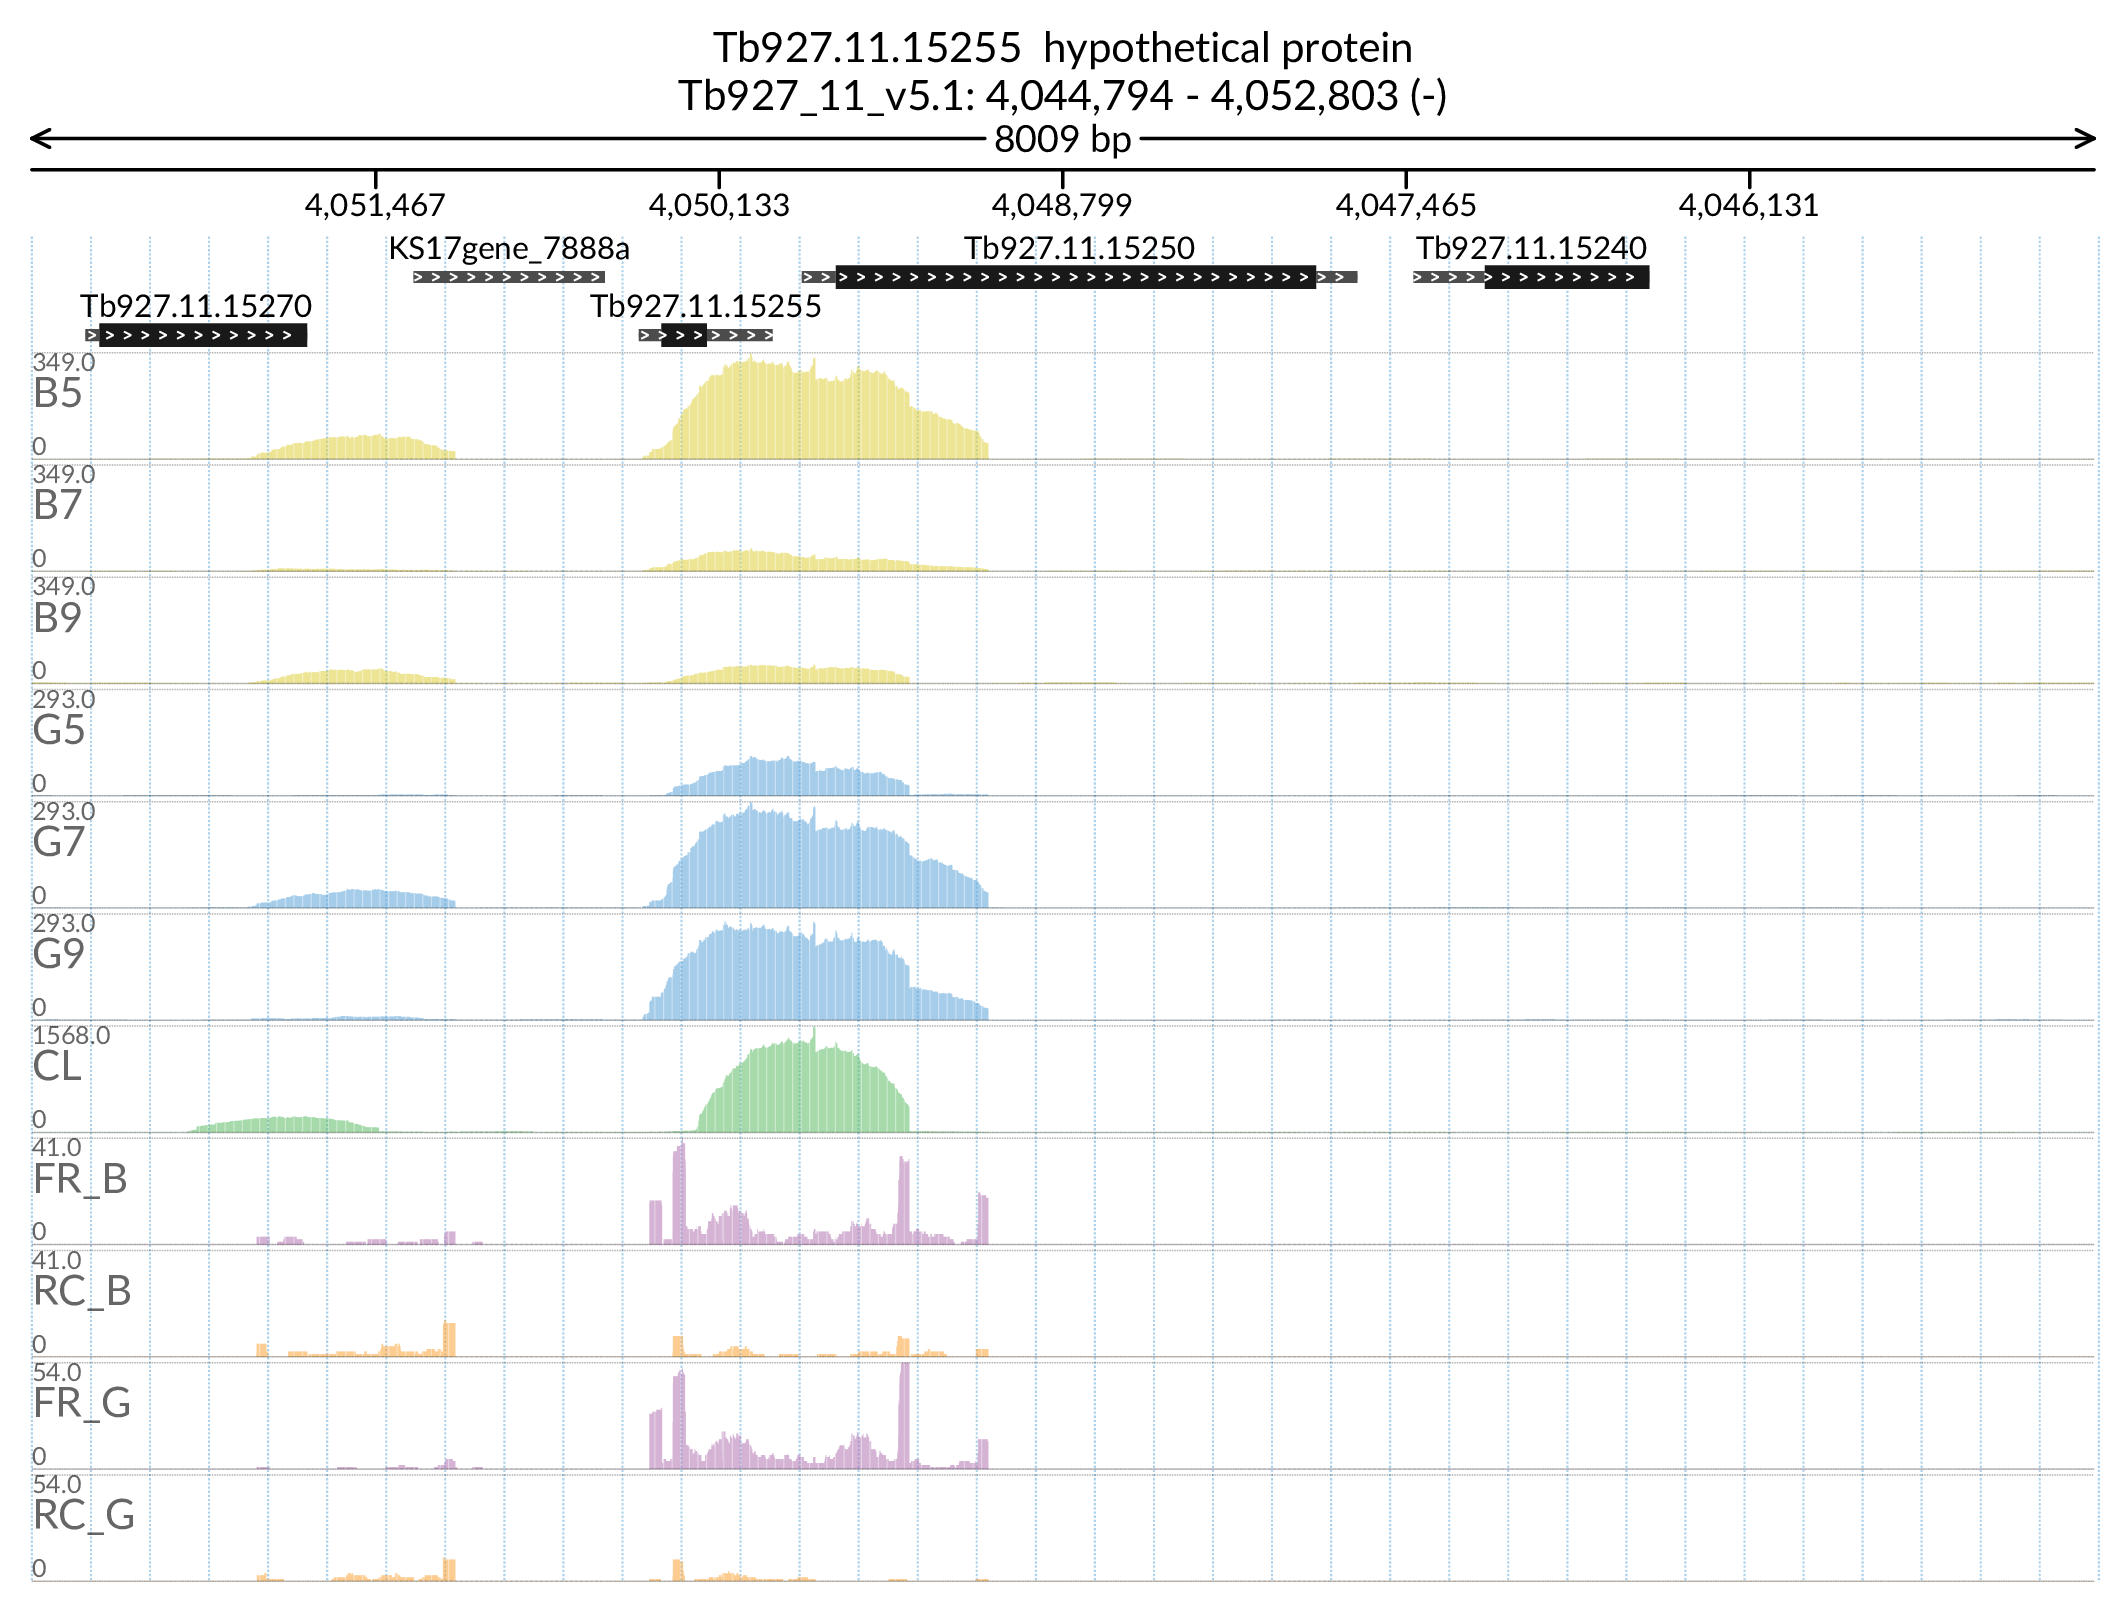 Tb927.11.15255  hypothetical protein
Tb927_11_v5.1: 4,044,794 - 4,052,803 (-)
8009 bp
4,051,467 4,050,133 4,048,799 4,047,465 4,046,131
KS17gene_7888a Tb927.11.15250 Tb927.11.15240
Tb927.11.15270 Tb927.11.15255
349.0
B5
0
349.0
B7
0
349.0
B9
0
293.0
G5
0
293.0
G7
0
293.0
G9
0
1568.0
CL
0
41.0
FR_B
0
41.0
RC_B
0
54.0
FR_G
0
54.0
RC_G
0